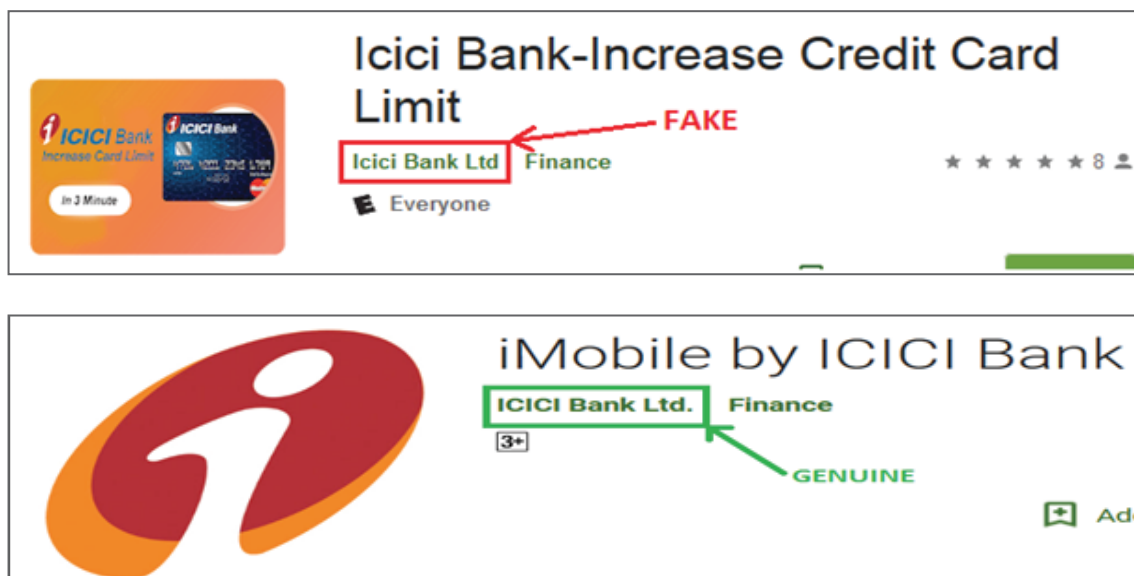 Icici Bank-Increase Credit Card
Limit
FAKE
Icici Bank Ltd Finance
8
Everyone
ICICI Bank
Increase Card Limit
In 3 Minute
ICICI Bank
iMobile by ICICI Bank
ICICI Bank Ltd. Finance
3+
GENUINE